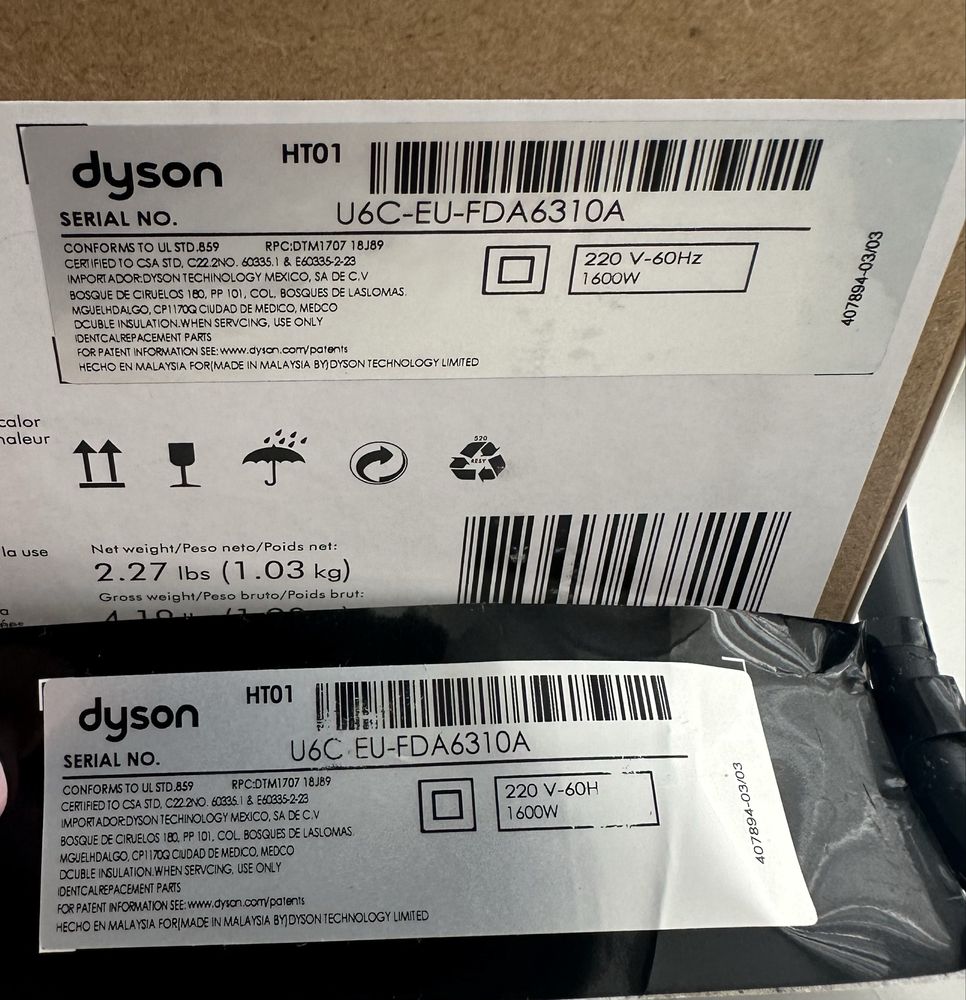 dyson HT01
U6C-EU-FDA6310A
SERIAL NO.
CONFORMS TO UL STD.859 RPC:DTM1707 18J89
CERTIFIED TO CSA STD, C22.2NO. 60335.1 & E60335-2-23
IMPORTADOR:DYSON TECHINOLOGY MEXICO, SA DE C.V
BOSQUE DE CIRUELOS 180, PP 101, COL, BOSQUES DE LASLOMAS.
MGUELHDALGO, CP1170Q CIUDAD DE MEDICO, MEDCO
DCUBLE INSULATION.WHEN SERVCING, USE ONLY
IDENTCALREPACEMENT PARTS
FOR PATENT INFORMATION SEE: www.dyson.com/patents
HECHO EN MALAYSIA FOR(MADE IN MALAYSIA BY)DYSON TECHNOLOGY LIMITED
220 V-60Hz
1600W
407894-03/03
calor
haleur
520
RESY
la use
Net weight/Peso neto/Poids net:
2.27 lbs (1.03 kg)
Gross weight/Peso bruto/Poids brut:
dyson HT01
U6C EU-FDA6310A
SERIAL NO.
CONFORMS TO UL STD.859 RPC:DTM1707 18J89
CERTIFIED TO CSA STD, C22.2NO. 60335.1 & E60335-2-23
IMPORTADOR:DYSON TECHINOLOGY MEXICO, SA DE C.V
BOSQUE DE CIRUELOS 180, PP 101, COL. BOSQUES DE LASLOMAS.
MGUELHDALGO, CP1170Q CIUDAD DE MEDICO, MEDCO
DCUBLE INSULATION.WHEN SERVCING, USE ONLY
IDENTCALREPACEMENT PARTS
FOR PATENT INFORMATION SEE: www.dyson.com/patents
HECHO EN MALAYSIA FOR(MADE IN MALAYSIA BY)DYSON TECHNOLOGY LIMITED
220 V-60H
1600W
407894-03/03